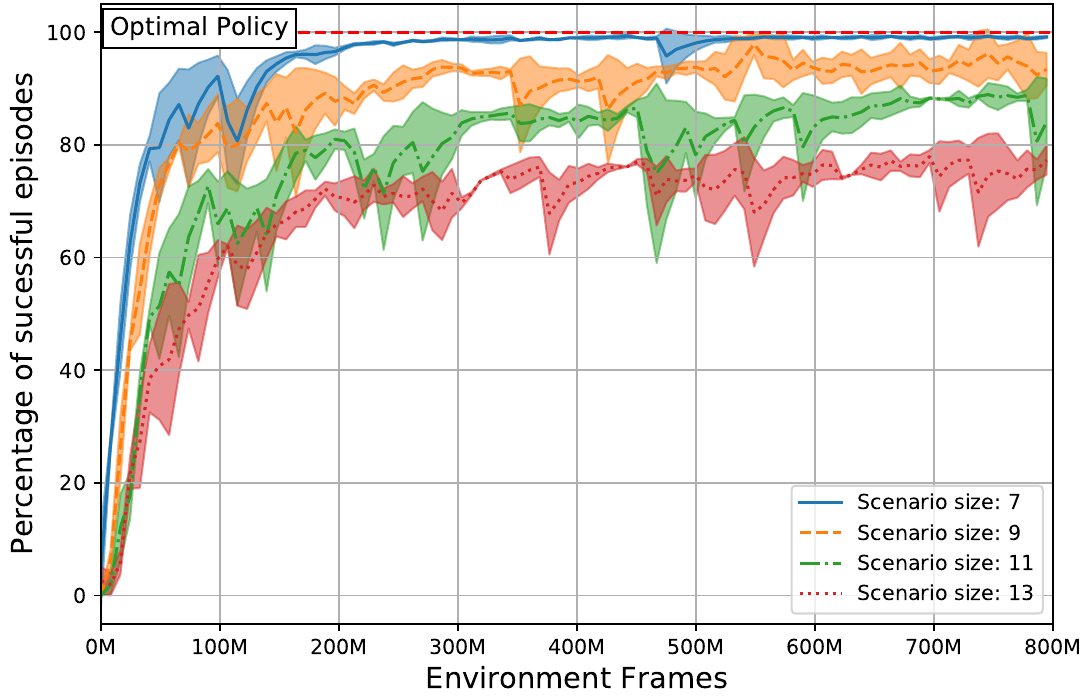 Optimal Policy
Percentage of sucessful episodes
100
80
60
40
20
0
Scenario size: 7
Scenario size: 9
Scenario size: 11
Scenario size: 13
0M 100M 200M 300M 400M 500M 600M 700M 800M
Environment Frames